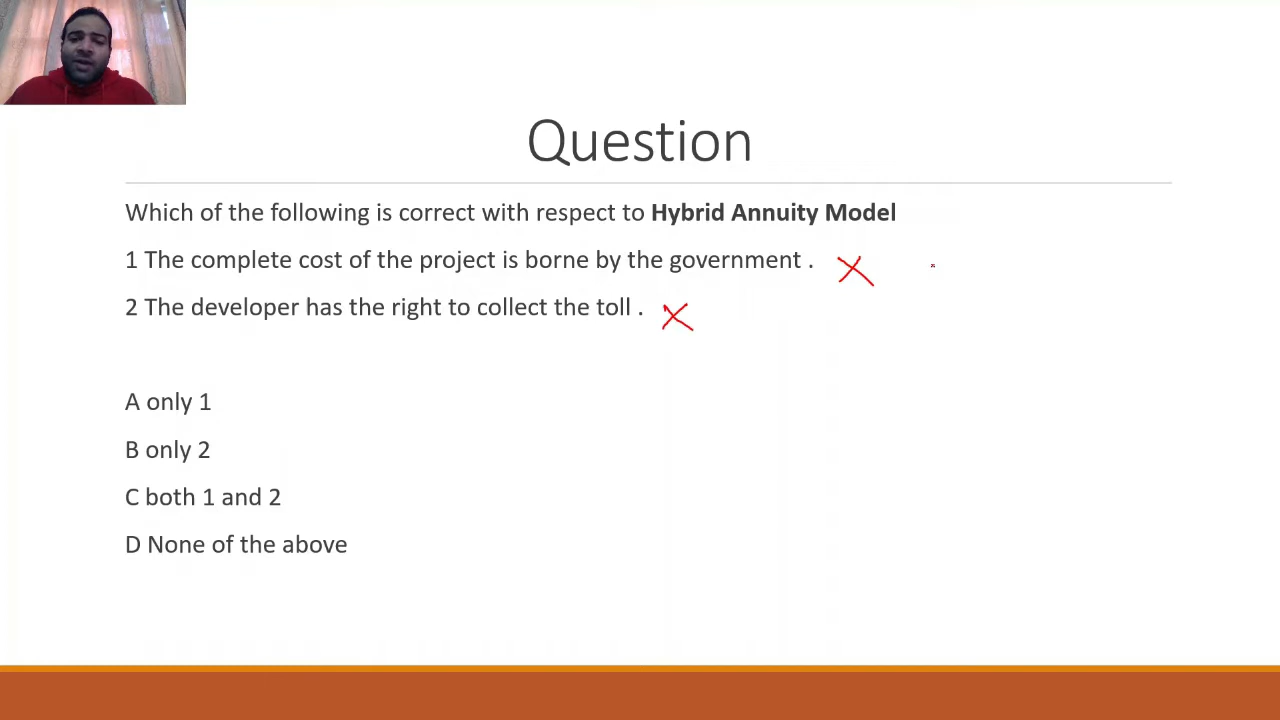 Question
Which of the following is correct with respect to Hybrid Annuity Model
1 The complete cost of the project is borne by the government .
2 The developer has the right to collect the toll .
A only 1
B only 2
C both 1 and 2
D None of the above